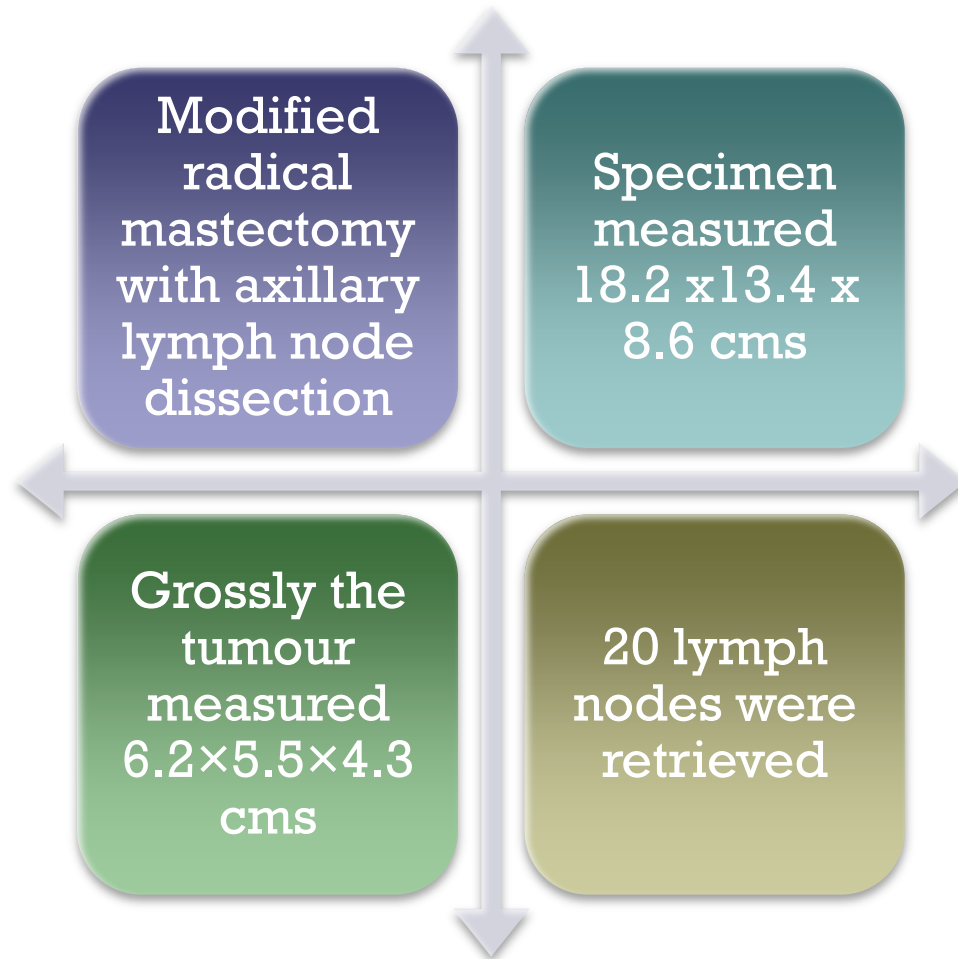 Modified
radical
mastectomy
with axillary
lymph node
dissection
Specimen
measured
18.2 x13.4 x
8.6 cms
Grossly the
tumour
measured
6.2×5.5×4.3
cms
20 lymph
nodes were
retrieved